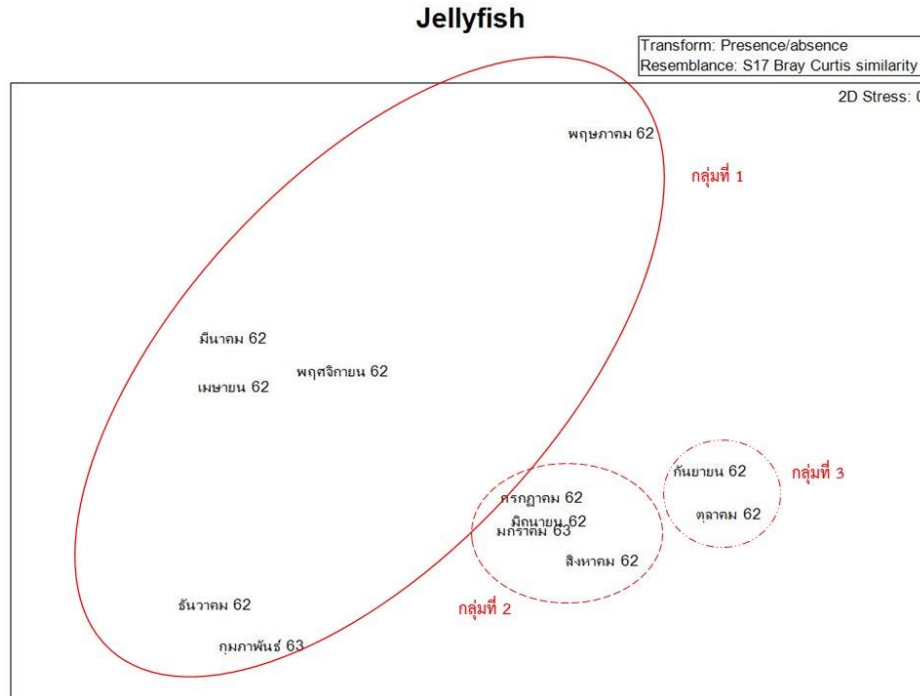 Jellyfish
Transform: Presence/absence
Resemblance: S17 Bray Curtis similarity
2D Stress: 0
พฤษภาคม 62
กลุ่มที่ 1
มีนาคม 62
พฤศจิกายน 62
เมษายน 62
กันยายน 62
กลุ่มที่ 3
กรกฎาคม 62
ตุลาคม 62
มิถุนายน 62
มกราคม 63
สิงหาคม 62
ธันวาคม 62
กลุ่มที่ 2
กุมภาพันธ์ 63